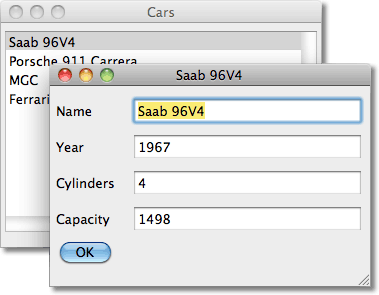 Cars
Saab 96V4
Porsche 911 Carrera
MGC
Ferrari
Saab 96V4
Name Saab 96V4
Year 1967
Cylinders 4
Capacity 1498
OK